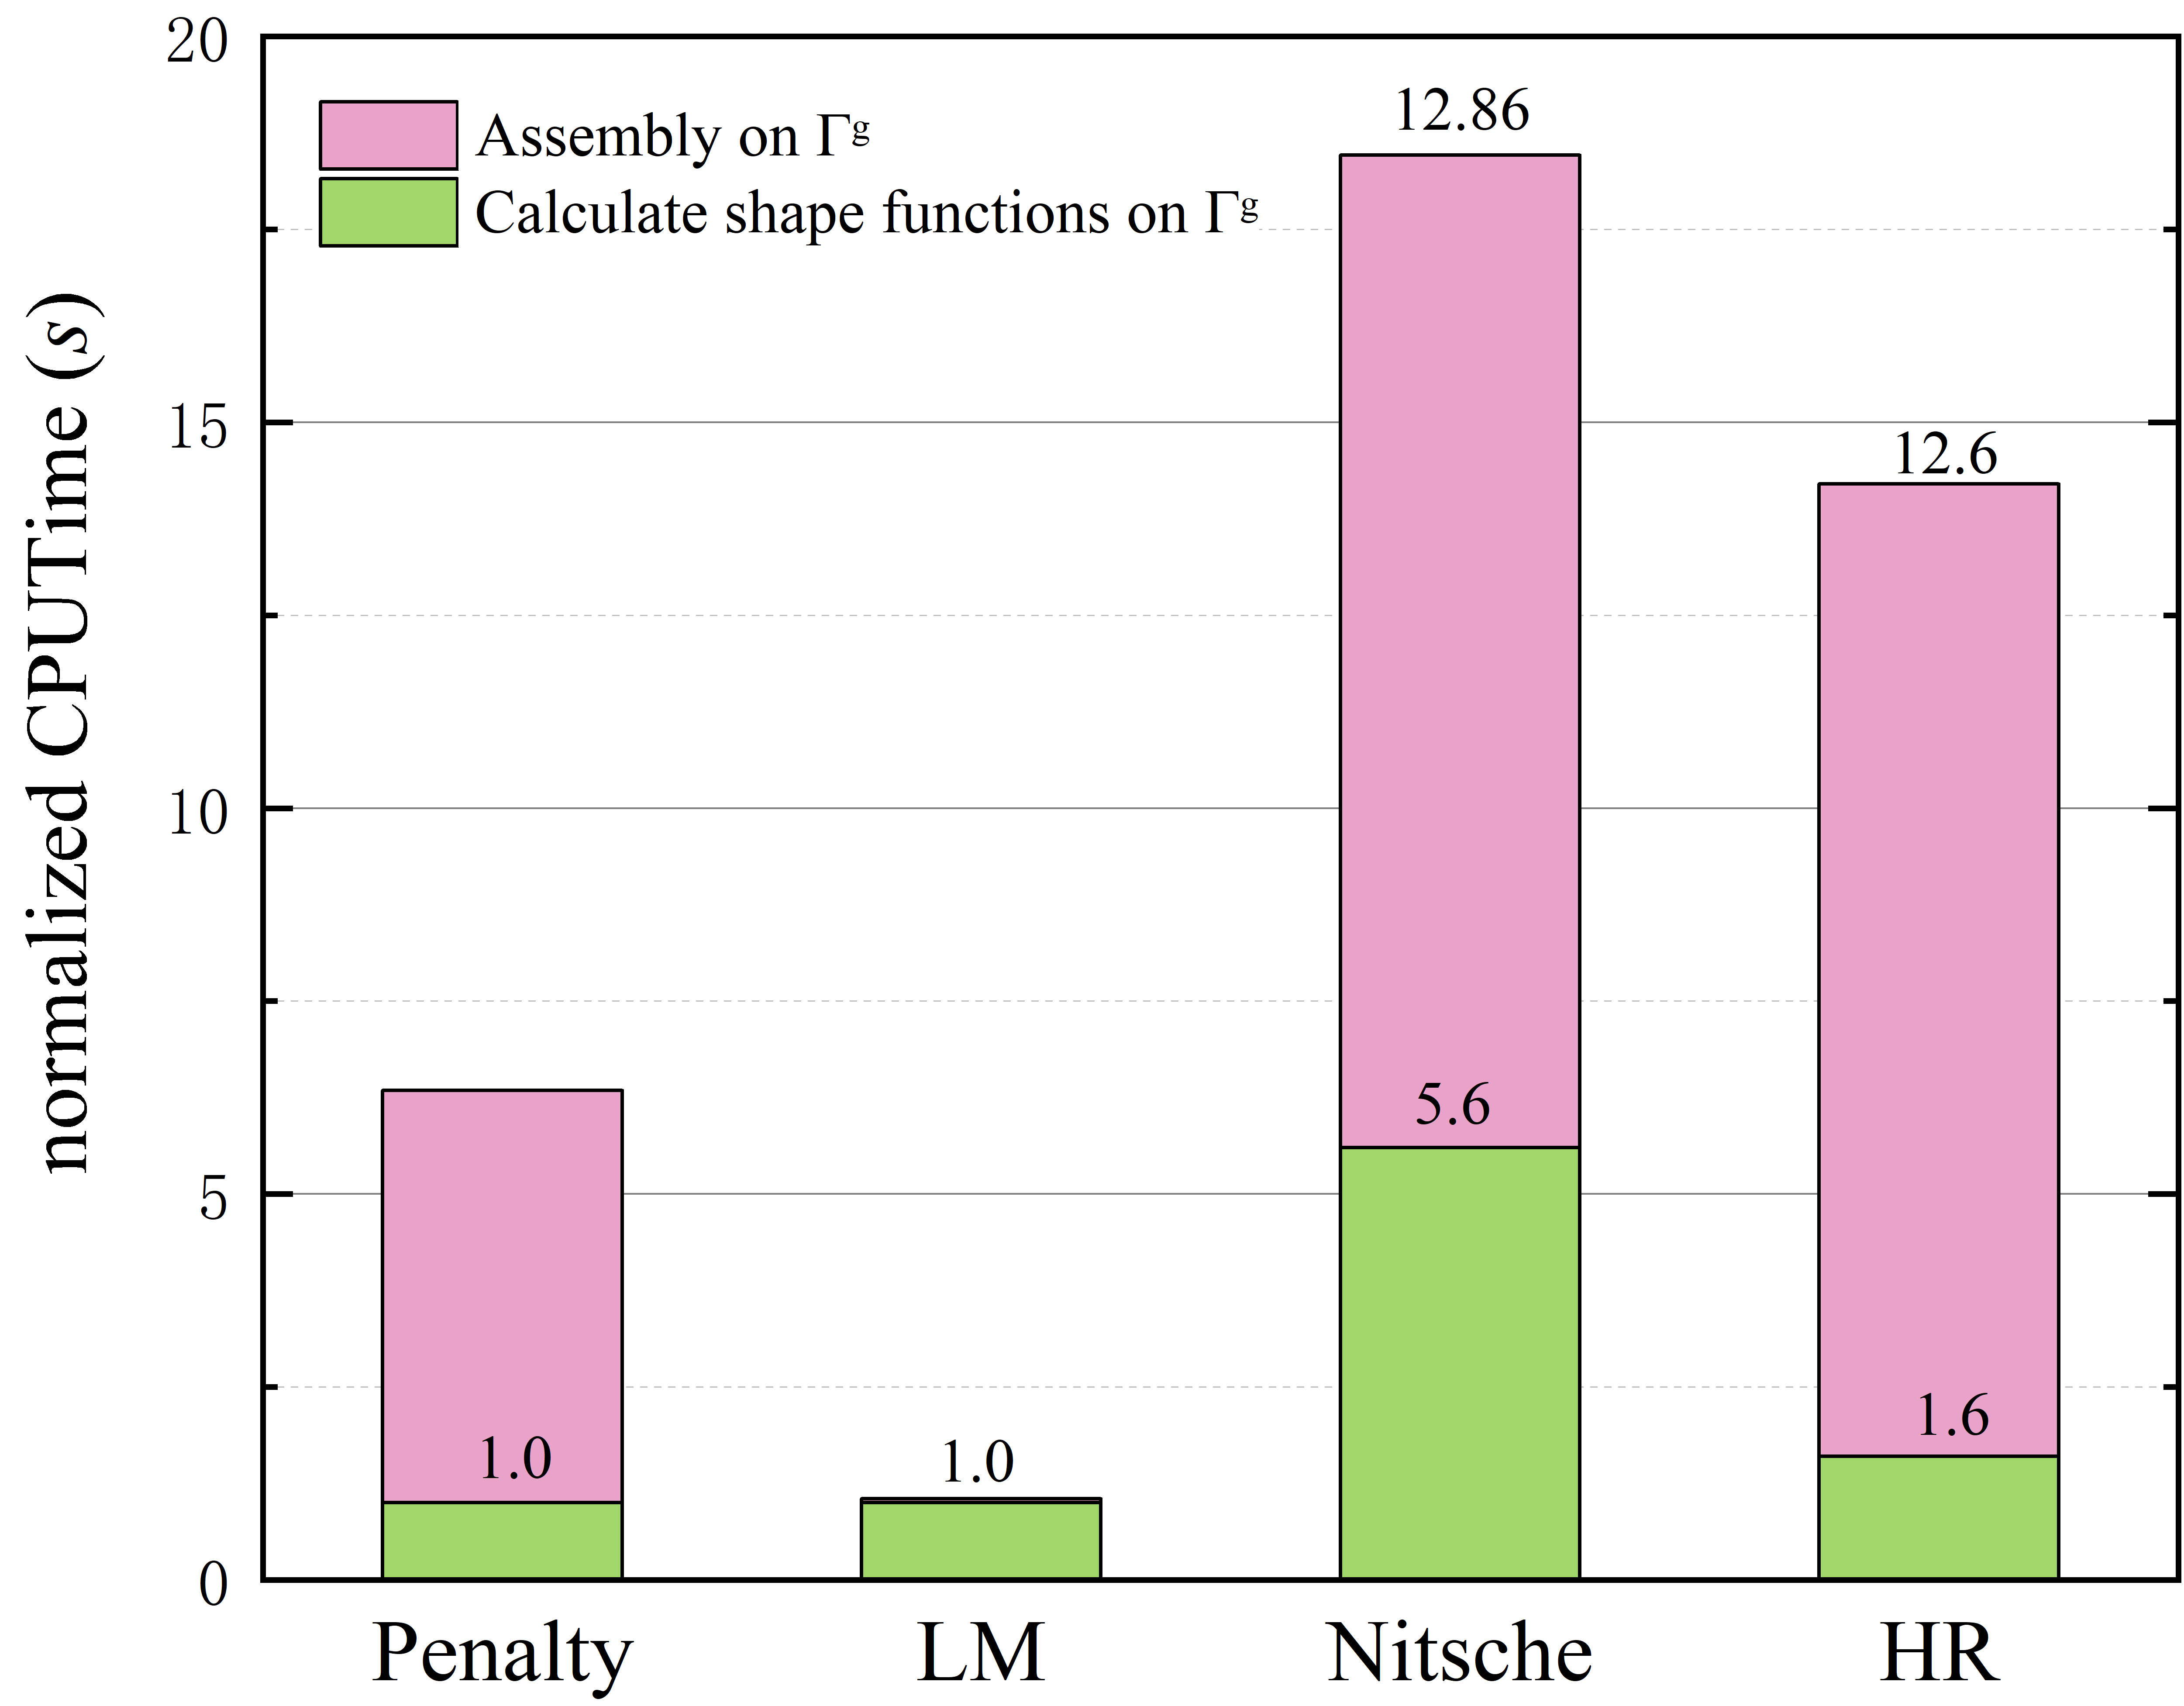 20
15
10
5
0
normalized CPUTime (s)
Assembly on Γᵍ
Calculate shape functions on Γᵍ
12.86
12.6
5.6
1.6
1.0
1.0
Penalty
LM
Nitsche
HR